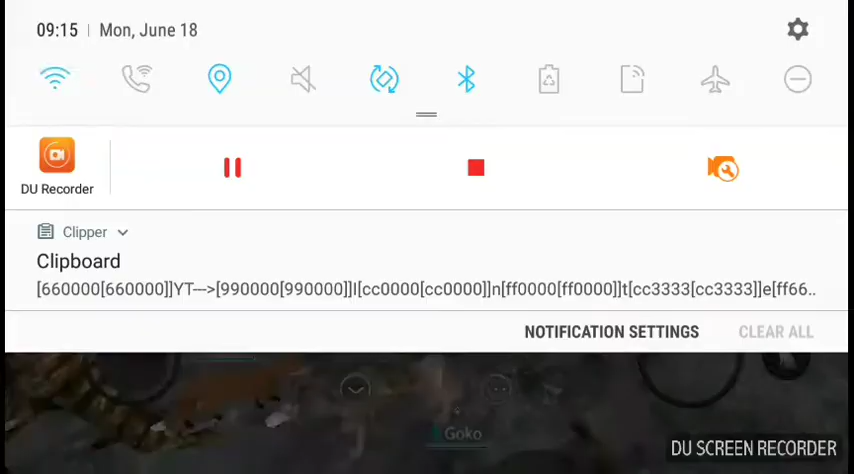 09:15 | Mon, June 18
DU Recorder
Clipper
Clipboard
[660000[660000]]YT--->[990000[990000]]I[cc0000[cc0000]]n[ff0000[ff0000]]t[cc3333[cc3333]]e[ff66..
NOTIFICATION SETTINGS
CLEAR ALL
Goko
DU SCREEN RECORDER